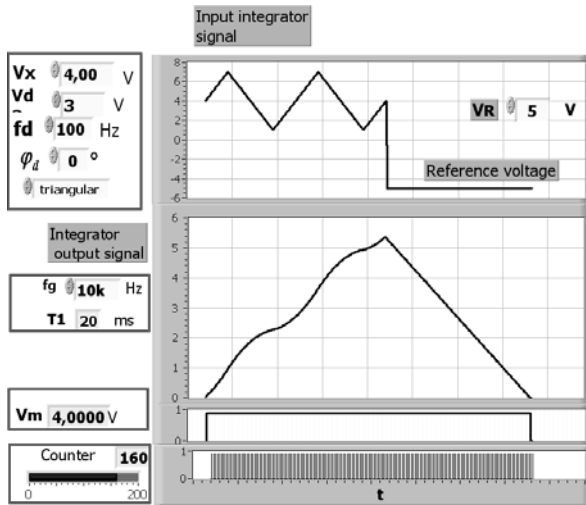 Input integrator
signal
Vx 4,00 V
Vd 3 V
fd 100 Hz
φd 0 °
triangular
8
6
4
2
0
-2
-4
-6
VR 5 V
Reference voltage
Integrator
output signal
fg 10k Hz
T1 20 ms
6
5
4
3
2
1
0
Vm 4,0000 V
1
0
Counter 160
0 200
1
0
t